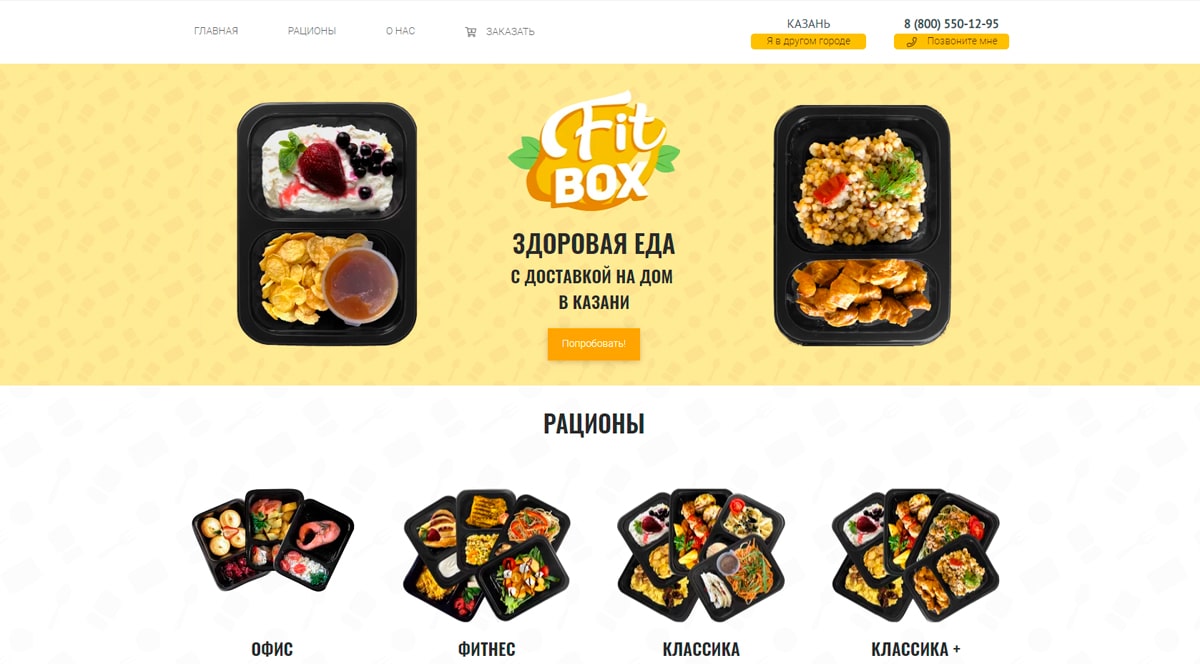 ГЛАВНАЯ
РАЦИОНЫ
О НАС
ЗАКАЗАТЬ
КАЗАНЬ
Я в другом городе
8 (800) 550-12-95
Позвоните мне
Fit
BOX
ЗДОРОВАЯ ЕДА
С ДОСТАВКОЙ НА ДОМ
В КАЗАНИ
Попробовать!
РАЦИОНЫ
ОФИС
ФИТНЕС
КЛАССИКА
КЛАССИКА +